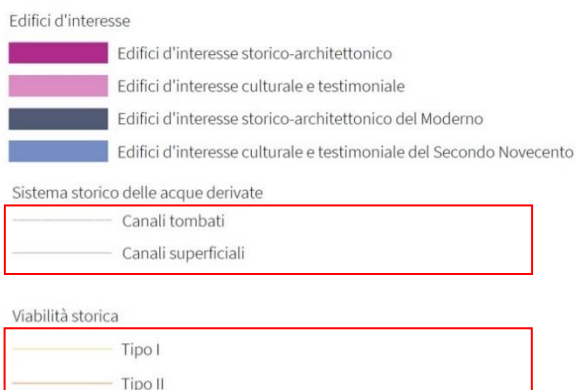 Edifici d'interesse
Edifici d'interesse storico-architettonico
Edifici d'interesse culturale e testimoniale
Edifici d'interesse storico-architettonico del Moderno
Edifici d'interesse culturale e testimoniale del Secondo Novecento
Sistema storico delle acque derivate
Canali tombati
Canali superficiali
Viabilità storica
Tipo I
Tipo II